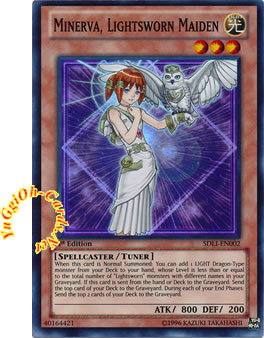 MINERVA, LIGHTSWORN MAIDEN
光
YuGgiOh-Cards.Net
1st Edition
SDLI-EN002
[SPELLCASTER / TUNER]
When this card is Normal Summoned: You can add 1 LIGHT Dragon-Type
monster from your Deck to your hand, whose Level is less than or equal
to the total number of "Lightsworn" monsters with different names in your
Graveyard. If this card is sent from the hand or Deck to the Graveyard: Send
the top card of your Deck to the Graveyard. During each of your End Phases:
Send the top 2 cards of your Deck to the Graveyard.
ATK/ 800 DEF/ 200
40164421
©1996 KAZUKI TAKAHASHI